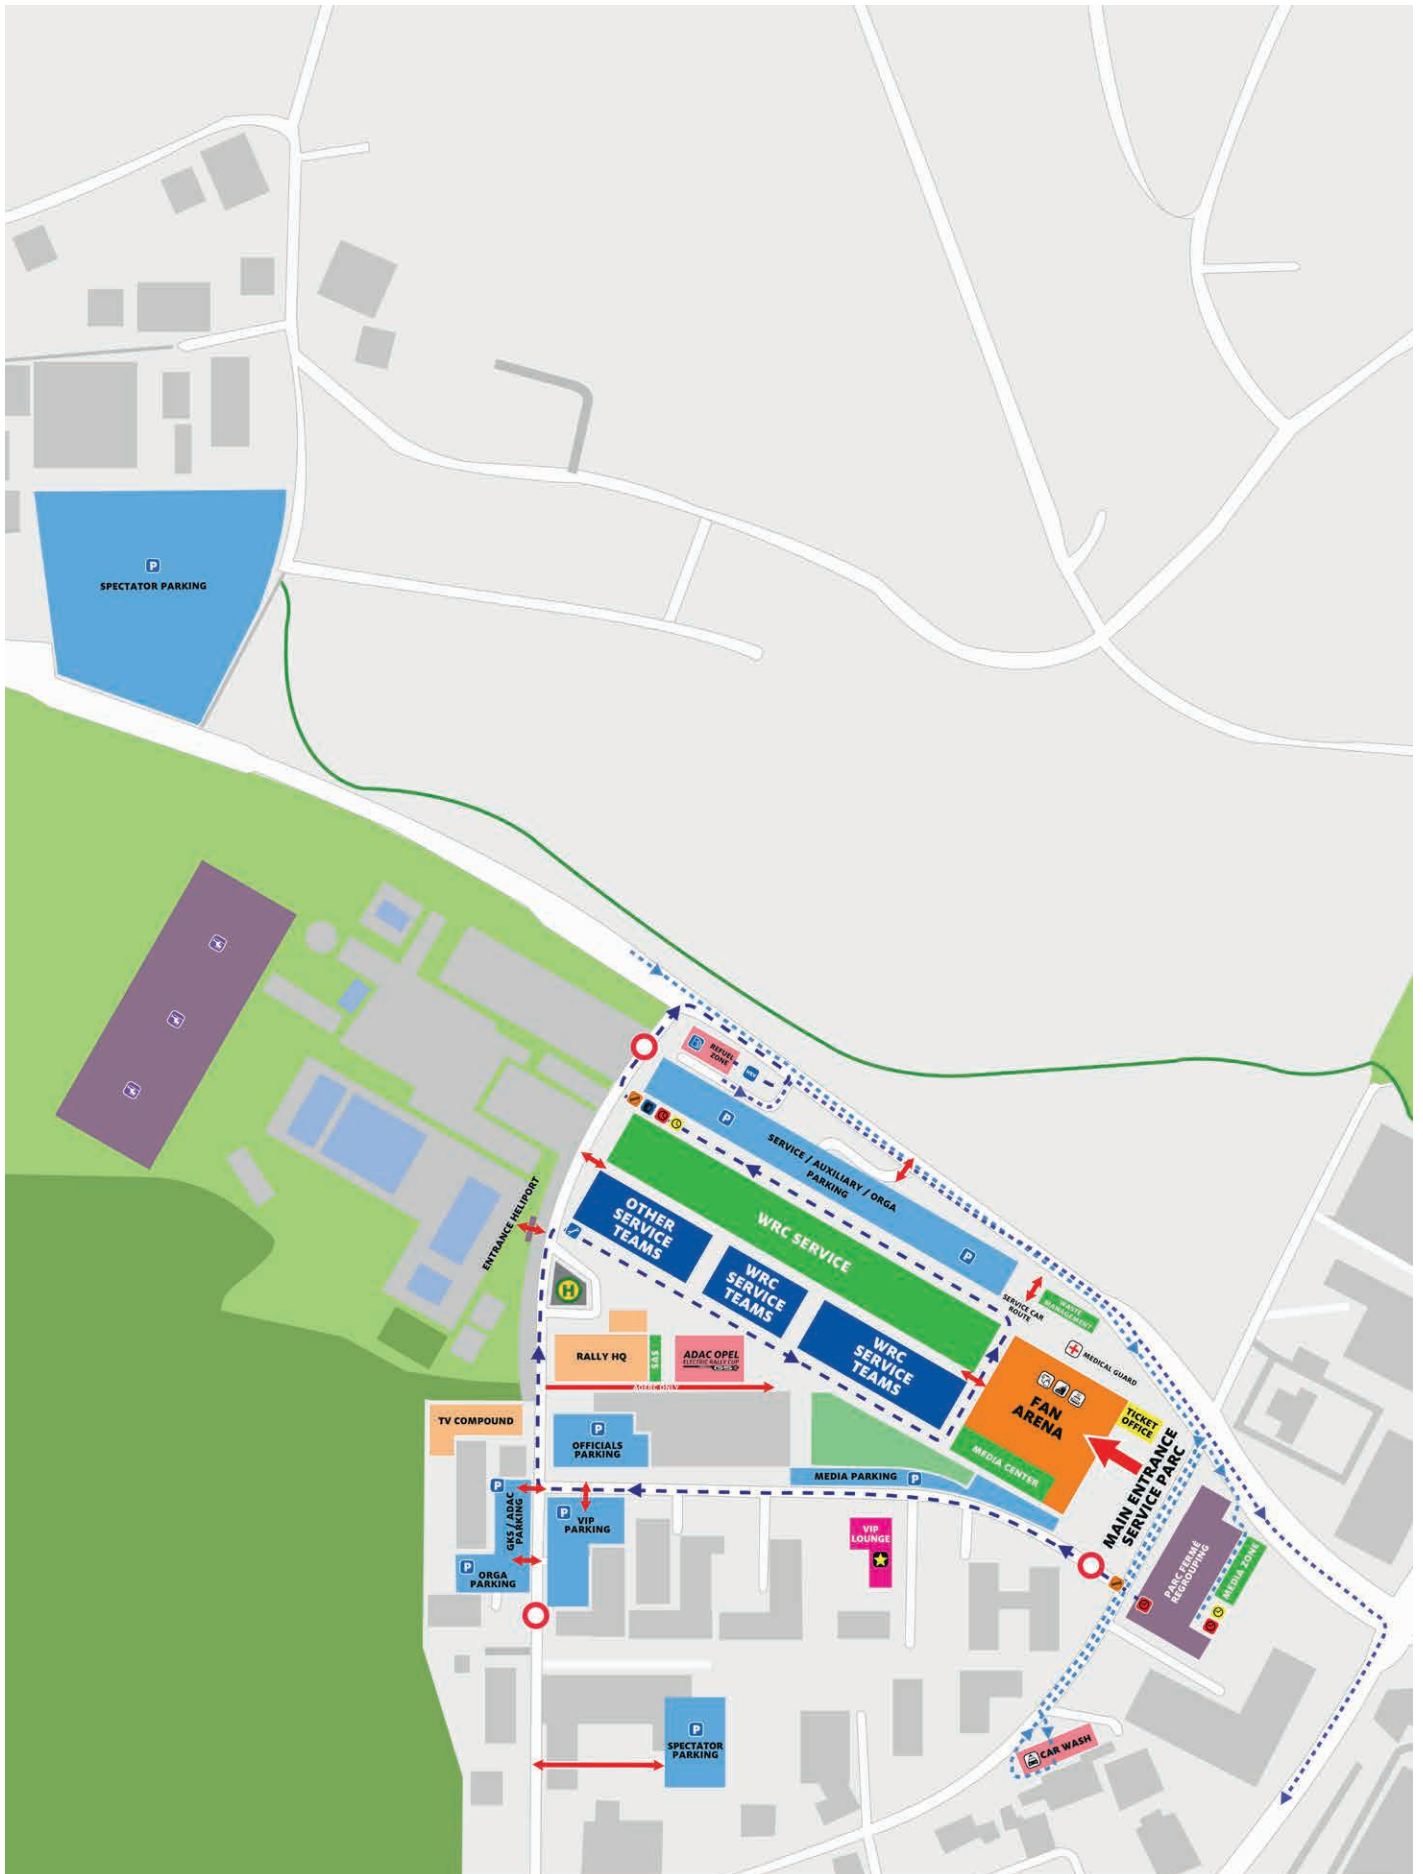 P
SPECTATOR PARKING
B
REFUEL
ZONE
P
SERVICE / AUXILIARY / ORGA
PARKING
P
OTHER
SERVICE
TEAMS
WRC SERVICE
WRC
SERVICE
TEAMS
WRC
SERVICE
TEAMS
ENTRANCE HELIPORT
H
SERVICE CAR
ROUTE
WASTE
MANAGEMENT
MEDICAL GUARD
RALLY HQ
SAS
ADAC OPEL
ELECTRIC RALLY CUP
AOERC ONLY
FAN
ARENA
TICKET
OFFICE
MEDIA CENTER
MAIN ENTRANCE
SERVICE PARC
TV COMPOUND
P
OFFICIALS
PARKING
MEDIA PARKING P
P
GKS / ADAC
PARKING
P
VIP
PARKING
P
ORGA
PARKING
VIP
LOUNGE
PARC FERMÉ
REGROUPING
MEDIA ZONE
P
SPECTATOR
PARKING
CAR WASH